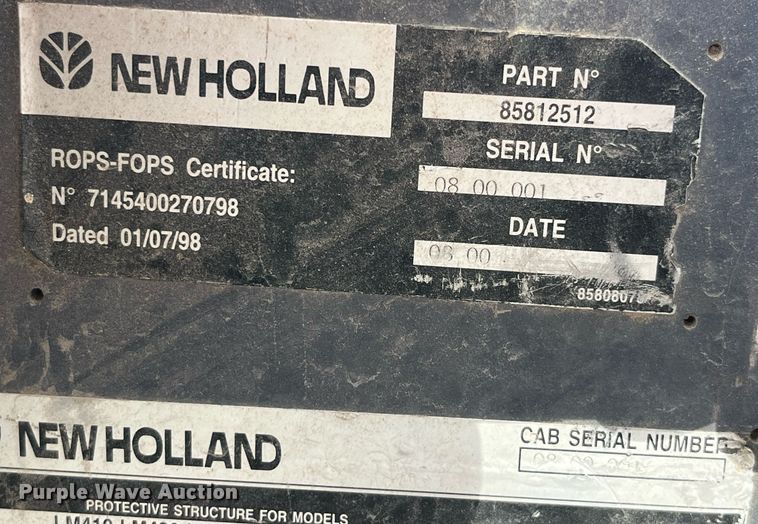 NEW HOLLAND
ROPS-FOPS Certificate:
N° 7145400270798
Dated 01/07/98
PART N°
85812512
SERIAL N°
08 00 001
DATE
08 00
NEW HOLLAND
CAB SERIAL NUMBER
PROTECTIVE STRUCTURE FOR MODELS
Purple Wave Auction